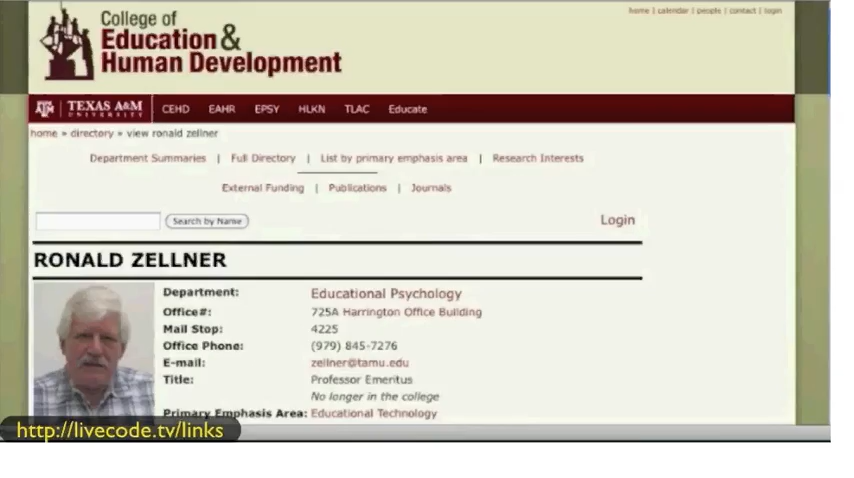 home | calendar | people | contact | login
College of
Education &
Human Development
TEXAS A&M
UNIVERSITY
CEHD EAHR EPSY HLKN TLAC Educate
home » directory » view ronald zellner
Department Summaries | Full Directory | List by primary emphasis area | Research Interests
External Funding | Publications | Journals
Search by Name
Login
RONALD ZELLNER
Department: Educational Psychology
Office#: 725A Harrington Office Building
Mail Stop: 4225
Office Phone: (979) 845-7276
E-mail: zellner@tamu.edu
Title: Professor Emeritus
No longer in the college
Primary Emphasis Area: Educational Technology
http://livecode.tv/links